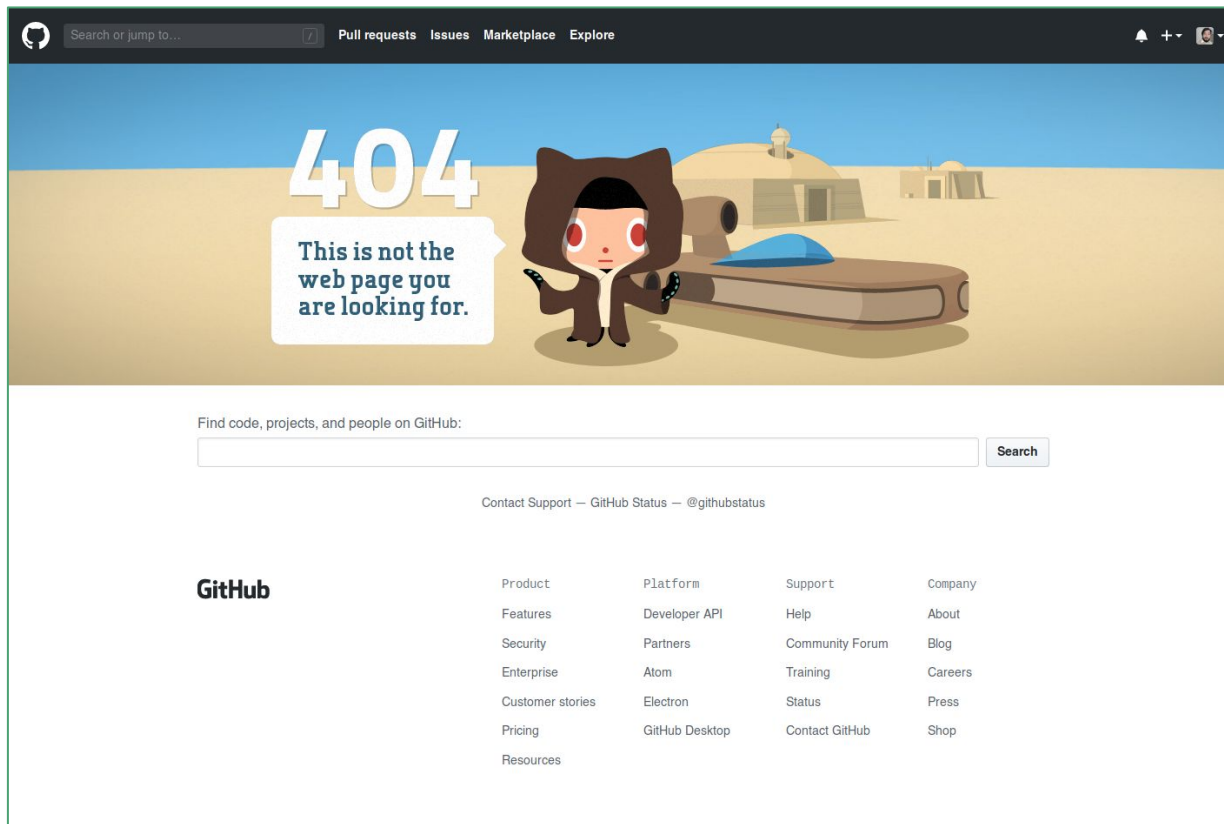 Search or jump to... / Pull requests Issues Marketplace Explore
404
This is not the
web page you
are looking for.
Find code, projects, and people on GitHub:
Search
Contact Support — GitHub Status — @githubstatus
GitHub
Product Platform Support Company
Features Developer API Help About
Security Partners Community Forum Blog
Enterprise Atom Training Careers
Customer stories Electron Status Press
Pricing GitHub Desktop Contact GitHub Shop
Resources